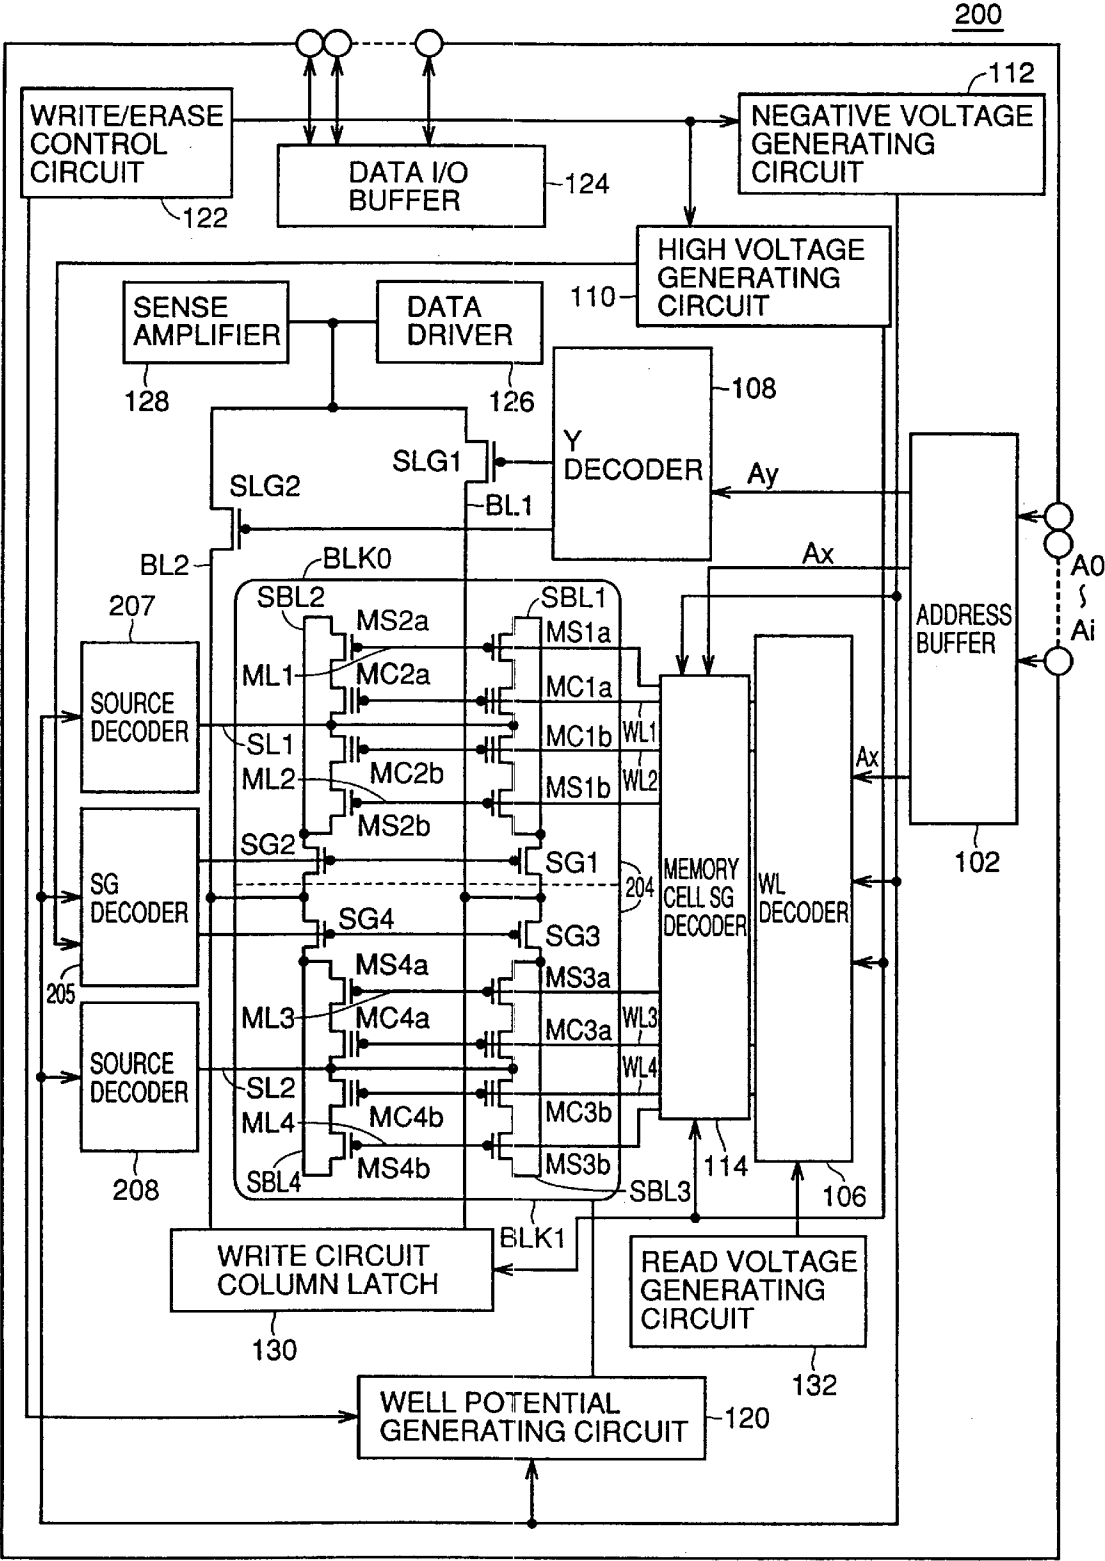 200
112
WRITE/ERASE
CONTROL
CIRCUIT
122
DATA I/O
BUFFER
124
NEGATIVE VOLTAGE
GENERATING
CIRCUIT
HIGH VOLTAGE
GENERATING
CIRCUIT
110
SENSE
AMPLIFIER
128
DATA
DRIVER
126
108
Y
DECODER
SLG1
SLG2
BL1
BL2
Ay
Ax
A0
~
Ai
ADDRESS
BUFFER
102
BLK0
SBL2
SBL1
207
SOURCE
DECODER
MS2a
MS1a
ML1
MC2a
MC1a
WL1
SL1
MC1b
WL2
Ax
ML2
MC2b
MS1b
MS2b
SG2
SG1
204
SG
DECODER
205
MEMORY
CELL SG
DECODER
WL
DECODER
SG4
SG3
MS4a
MS3a
ML3
MC4a
MC3a
WL3
SOURCE
DECODER
208
SL2
WL4
ML4
MC4b
MC3b
SBL4
MS4b
MS3b
SBL3
114
106
BLK1
WRITE CIRCUIT
COLUMN LATCH
130
READ VOLTAGE
GENERATING
CIRCUIT
132
WELL POTENTIAL
GENERATING CIRCUIT
120